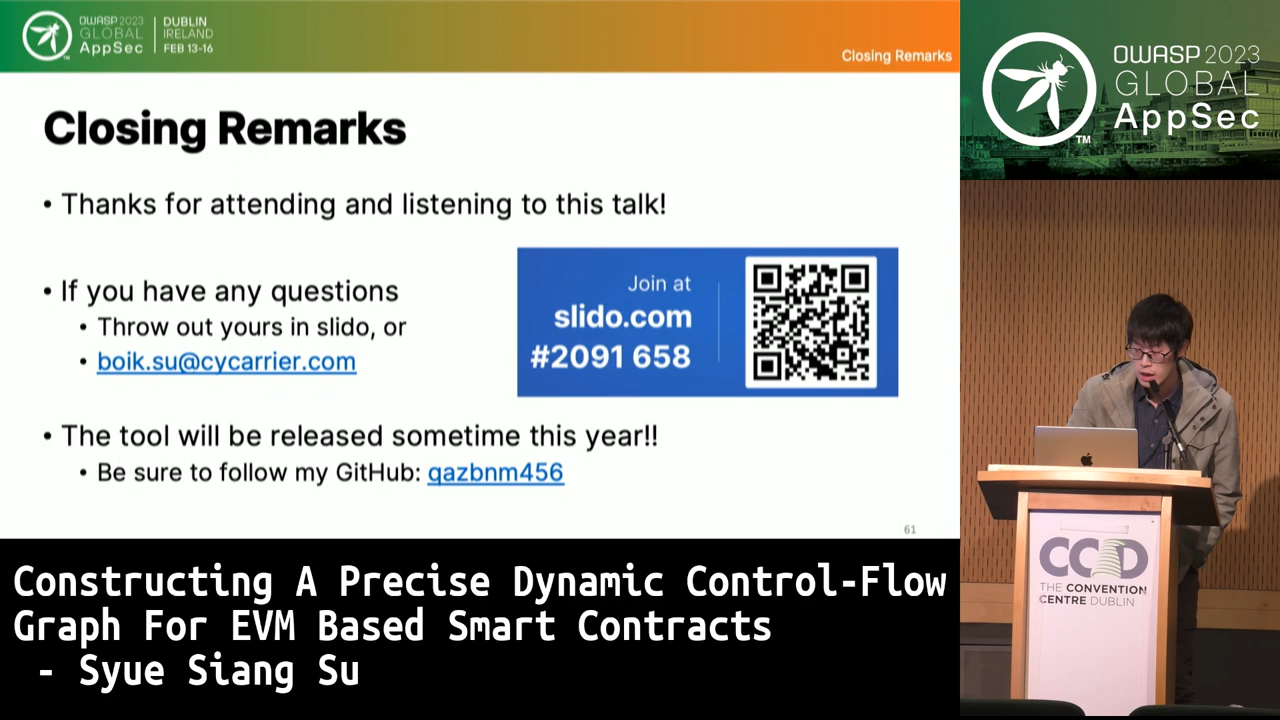 OWASP 2023
GLOBAL
AppSec
DUBLIN
IRELAND
FEB 13-16
Closing Remarks
Closing Remarks
• Thanks for attending and listening to this talk!
• If you have any questions
• Throw out yours in slido, or
• boik.su@cycarrier.com
Join at
slido.com
#2091 658
• The tool will be released sometime this year!!
• Be sure to follow my GitHub: qazbnm456
61
OWASP 2023
GLOBAL
AppSec
TM
CCD
THE CONVENTION
CENTRE DUBLIN
Constructing A Precise Dynamic Control-Flow
Graph For EVM Based Smart Contracts
- Syue Siang Su